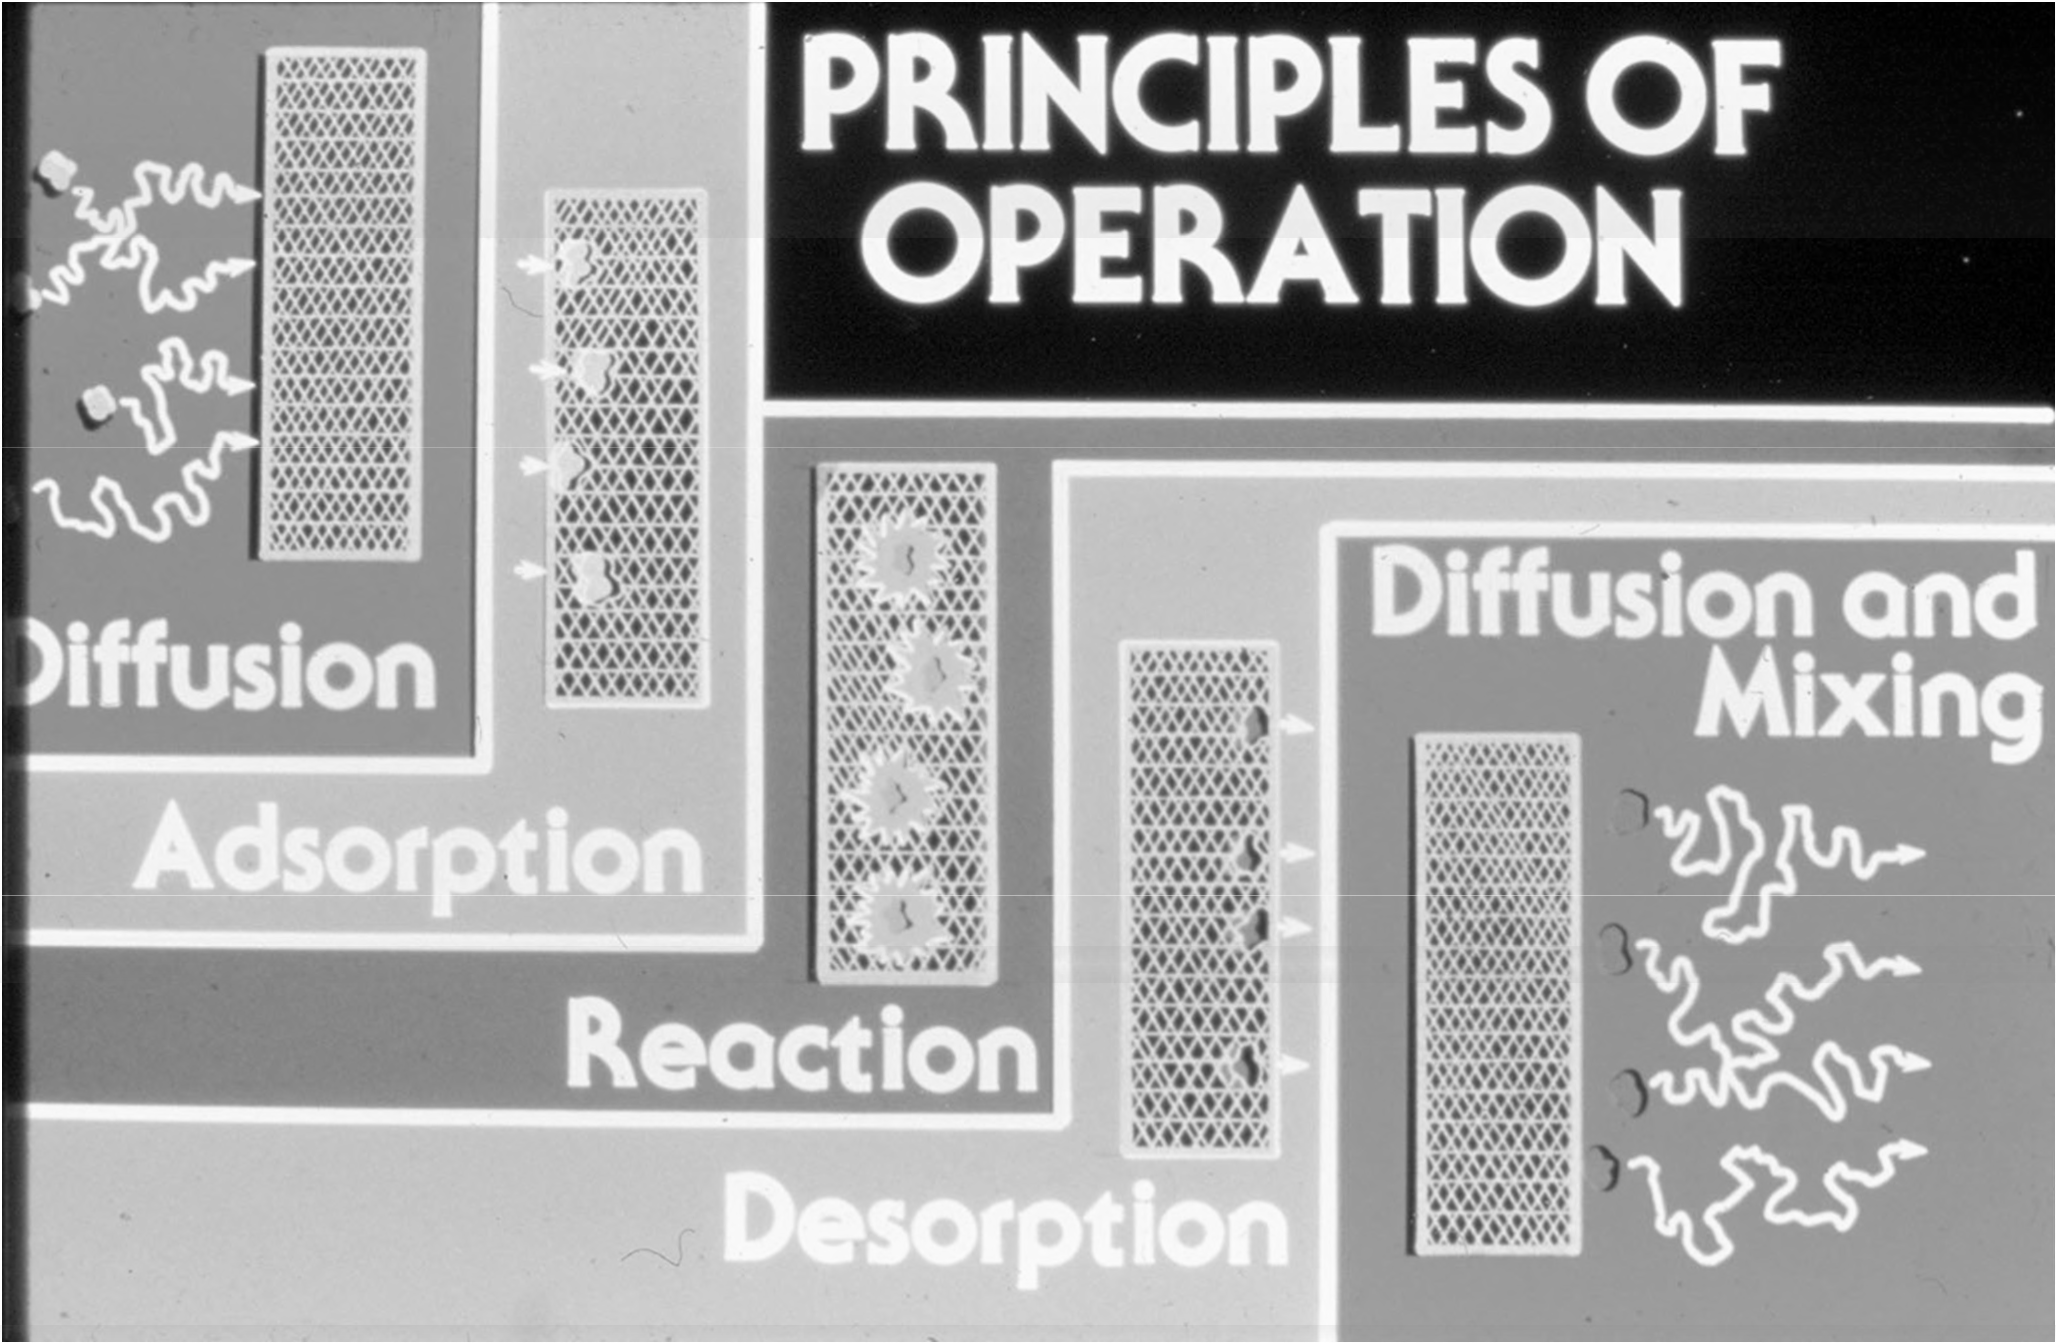 PRINCIPLES OF
OPERATION
Diffusion
Adsorption
Reaction
Desorption
Diffusion and
Mixing